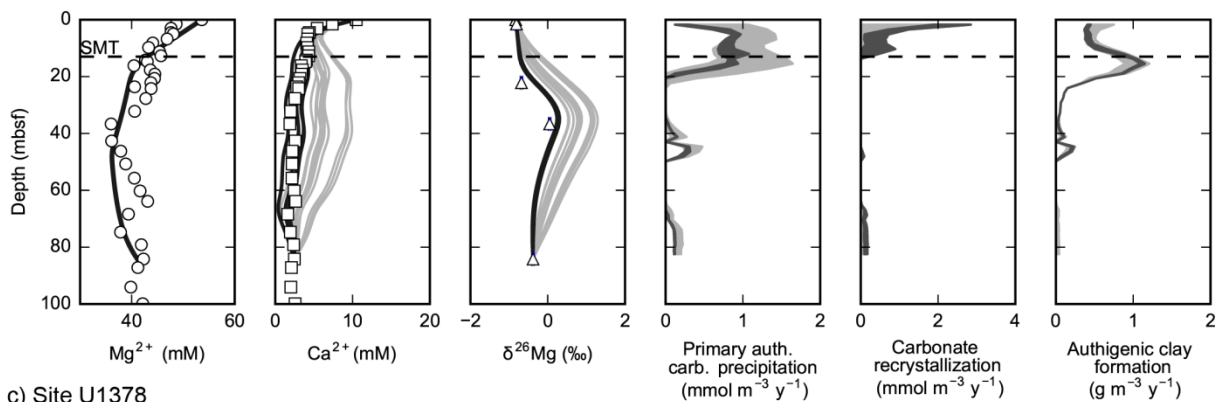 0
20
40
60
80
100
Depth (mbsf)
SMT
40 60
0 10 20
−2 0 2
0 1 2
0 2 4
0 1 2
Mg²⁺ (mM)
Ca²⁺ (mM)
δ²⁶Mg (‰)
Primary auth.
carb. precipitation
(mmol m⁻³ y⁻¹)
Carbonate
recrystallization
(mmol m⁻³ y⁻¹)
Authigenic clay
formation
(g m⁻³ y⁻¹)
c) Site U1378